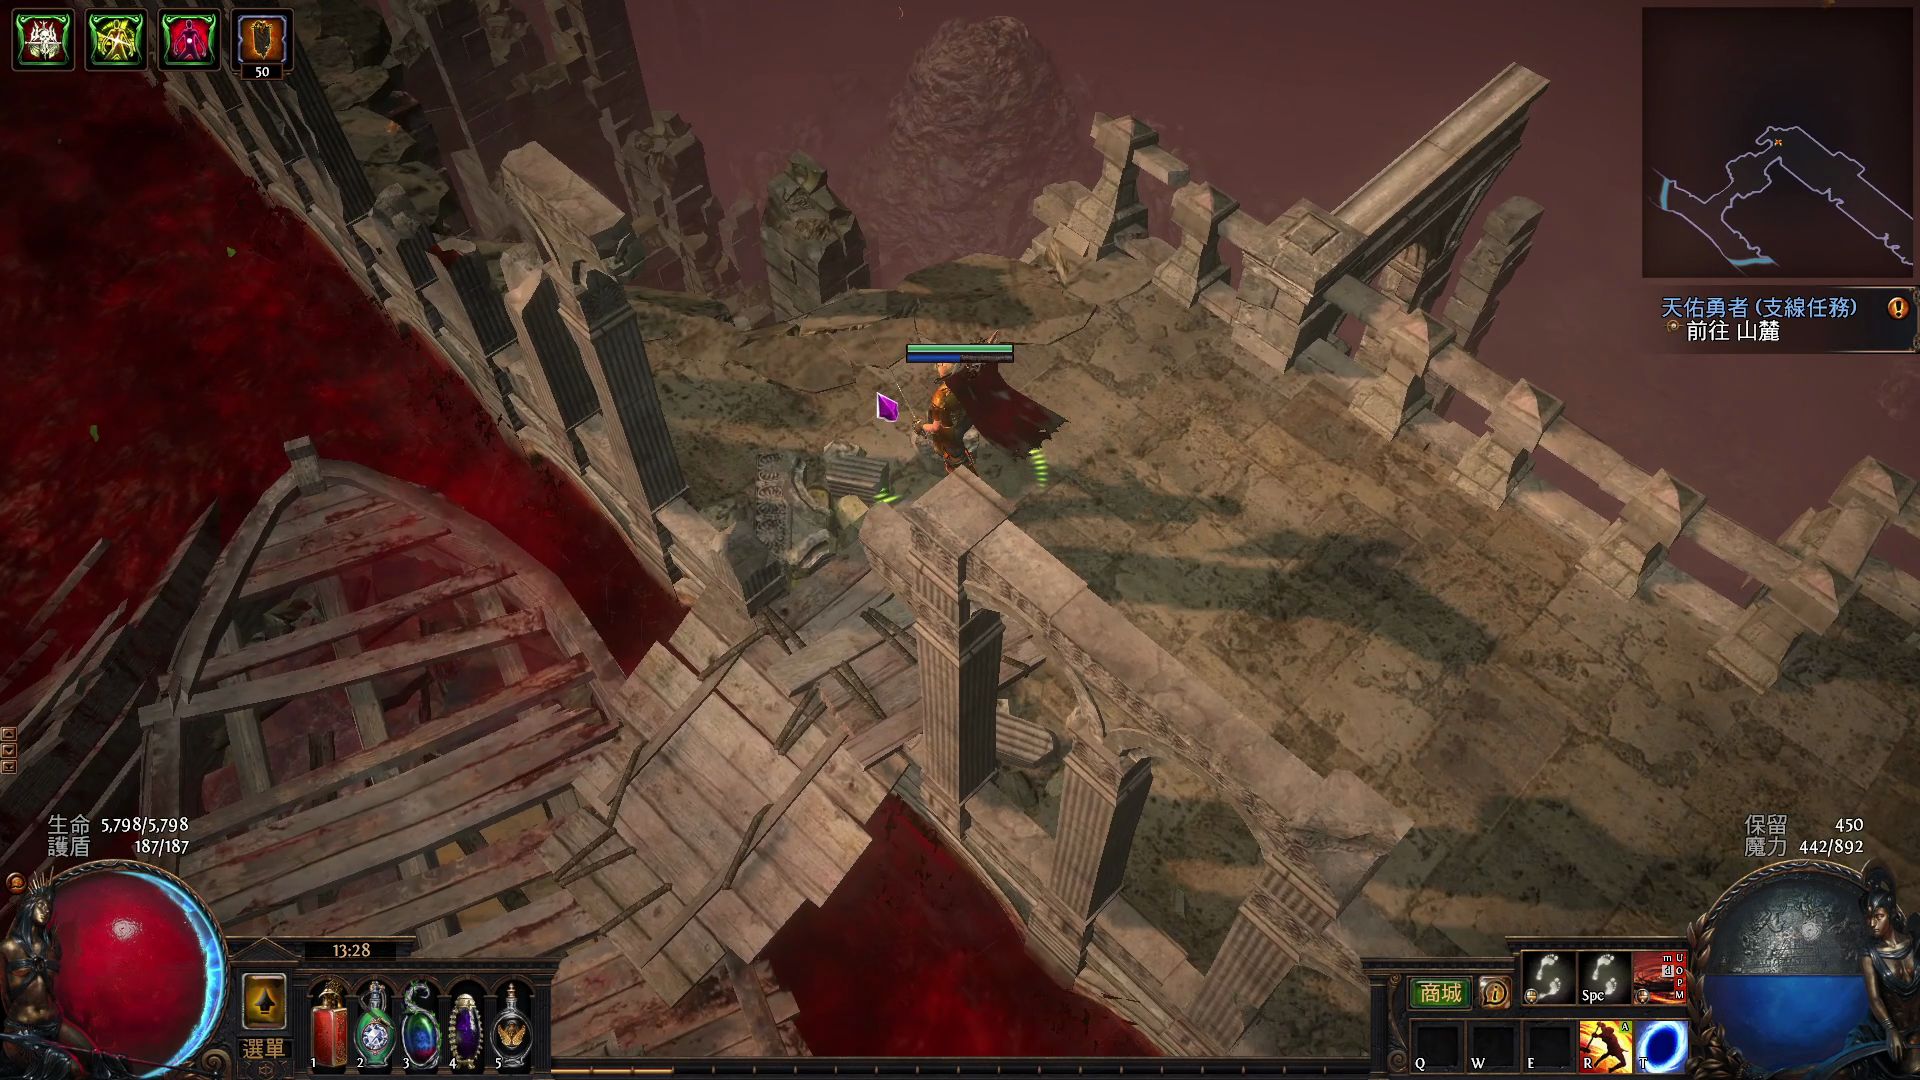 50
天佑勇者 (支線任務)
前往 山麓
生命 5,798/5,798
護盾 187/187
保留 450
魔力 442/892
13:28
選單
1 2 3 4 5
商城
Spc
m U
d O
P
M
A
Q W E R T